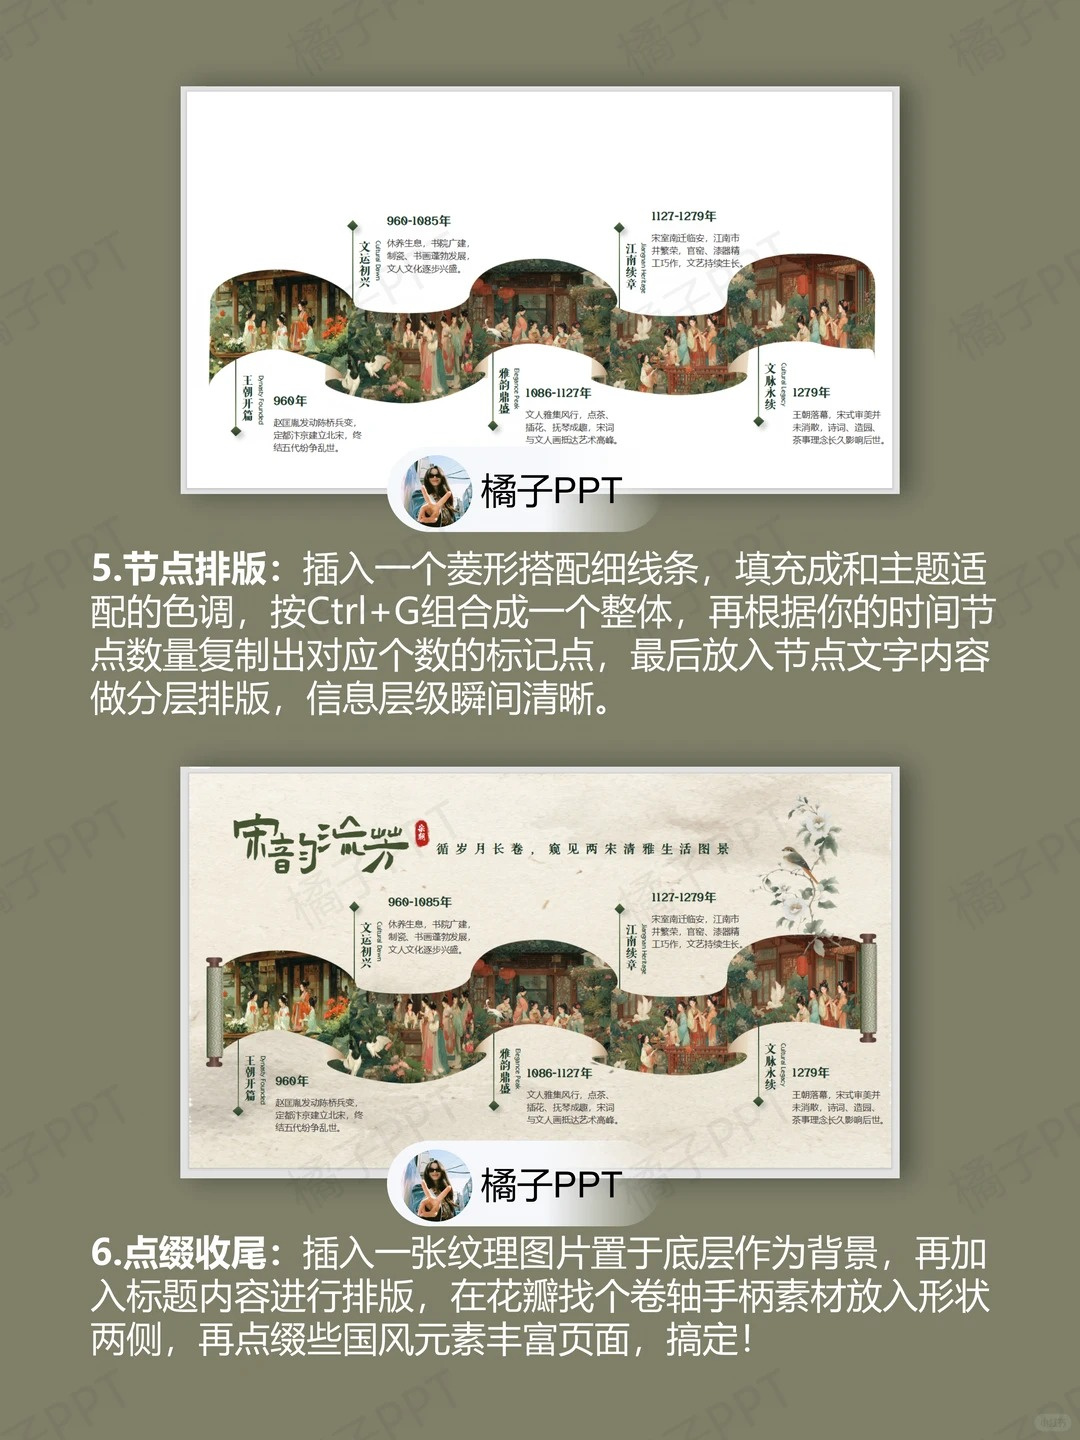 960-1085年
文运初兴
Cultural Dawn
休养生息,书院广建,
制瓷、书画蓬勃发展,
文人文化逐步兴盛。
1127-1279年
江南续章
Jiangnan Heritage
宋室南迁临安,江南市
井繁荣,官窑、漆器精
工巧作,文艺持续生长。
王朝开篇
Dynasty Founded
960年
赵匡胤发动陈桥兵变,
定都汴京建立北宋,终
结五代纷争乱世。
雅韵鼎盛
Elegance Peak
1086-1127年
文人雅集风行,点茶、
插花、抚琴成趣,宋词
与文人画抵达艺术高峰。
文脉永续
Cultural Legacy
1279年
王朝落幕,宋式审美并
未消散,诗词、造园、
茶事理念长久影响后世。
橘子PPT
5.节点排版:插入一个菱形搭配细线条,填充成和主题适
配的色调,按Ctrl+G组合成一个整体,再根据你的时间节
点数量复制出对应个数的标记点,最后放入节点文字内容
做分层排版,信息层级瞬间清晰。
宋韵流芳
宋朝
循岁月长卷,窥见两宋清雅生活图景
960-1085年
文运初兴
Cultural Dawn
休养生息,书院广建,
制瓷、书画蓬勃发展,
文人文化逐步兴盛。
1127-1279年
江南续章
Jiangnan Heritage
宋室南迁临安,江南市
井繁荣,官窑、漆器精
工巧作,文艺持续生长。
王朝开篇
Dynasty Founded
960年
赵匡胤发动陈桥兵变,
定都汴京建立北宋,终
结五代纷争乱世。
雅韵鼎盛
Elegance Peak
1086-1127年
文人雅集风行,点茶、
插花、抚琴成趣,宋词
与文人画抵达艺术高峰。
文脉永续
Cultural Legacy
1279年
王朝落幕,宋式审美并
未消散,诗词、造园、
茶事理念长久影响后世。
橘子PPT
6.点缀收尾:插入一张纹理图片置于底层作为背景,再加
入标题内容进行排版,在花瓣找个卷轴手柄素材放入形状
两侧,再点缀些国风元素丰富页面,搞定!